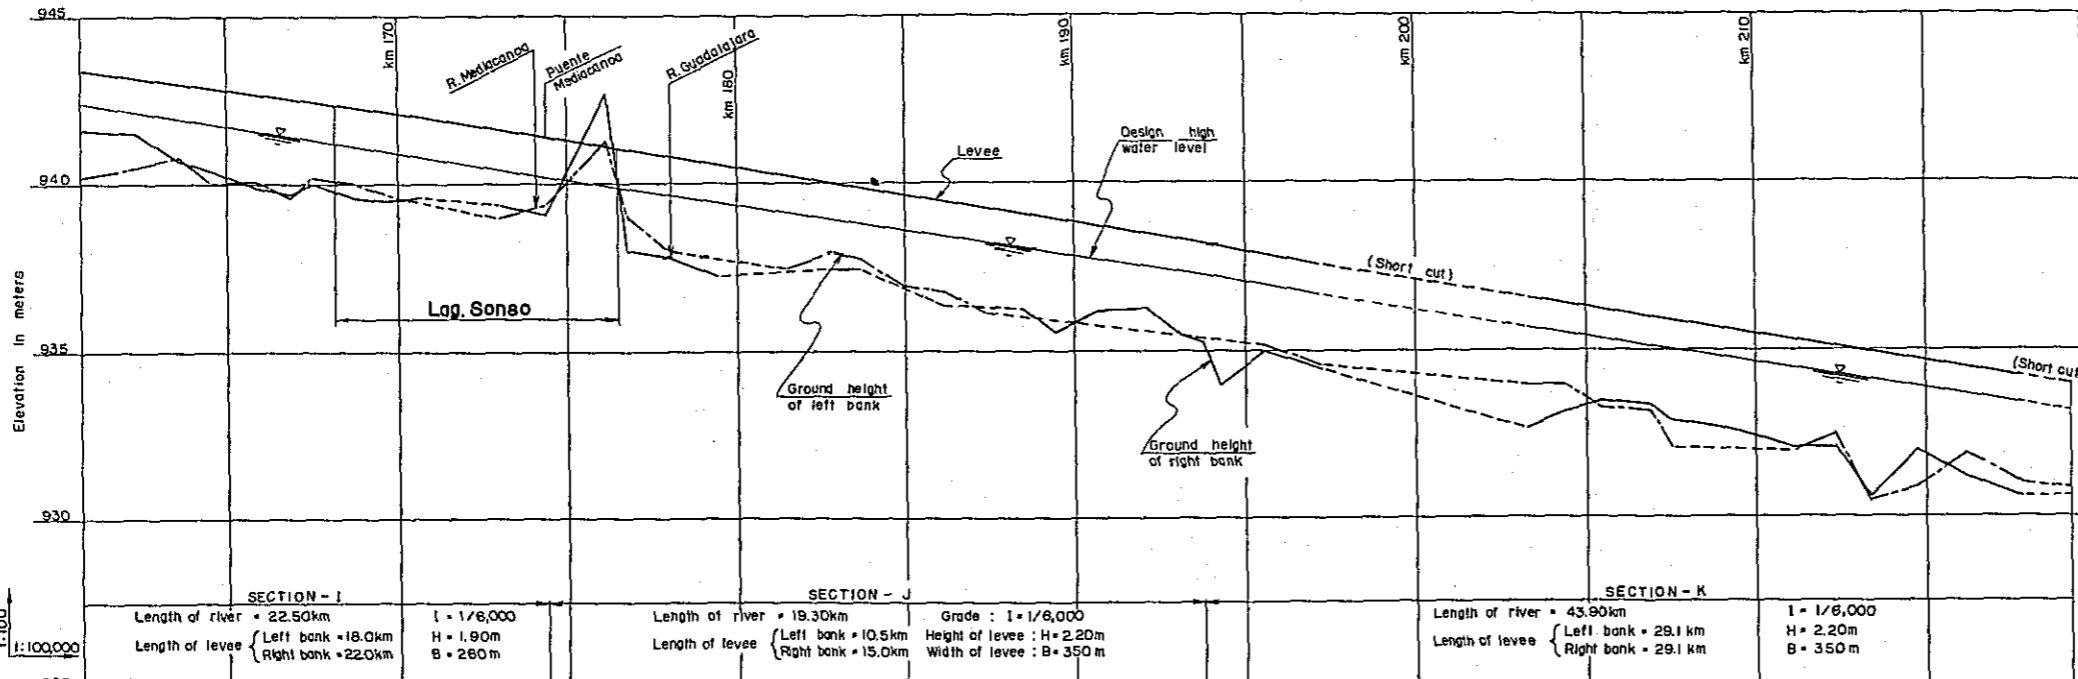 945
940
935
930
Elevation in meters
km 170
km 180
km 190
km 200
km 210
R. Mediacanoa
Puente
Mediacanoa
R. Guadalajara
Levee
Design high
water level
(Short cut)
(Short cut
Lag. Sonso
Ground height
of left bank
Ground height
of right bank
1:100
1:100,000
SECTION - I
Length of river = 22.50km I = 1/6,000
Length of levee { Left bank = 18.0km H = 1.90m
Right bank = 22.0km B = 260m
SECTION - J
Length of river = 19.30km Grade : I = 1/6,000
Length of levee { Left bank = 10.5km Height of levee : H = 2.20m
Right bank = 15.0km Width of levee : B = 350m
SECTION - K
Length of river = 43.90km I = 1/6,000
Length of levee { Left bank = 29.1 km H = 2.20m
Right bank = 29.1 km B = 350m